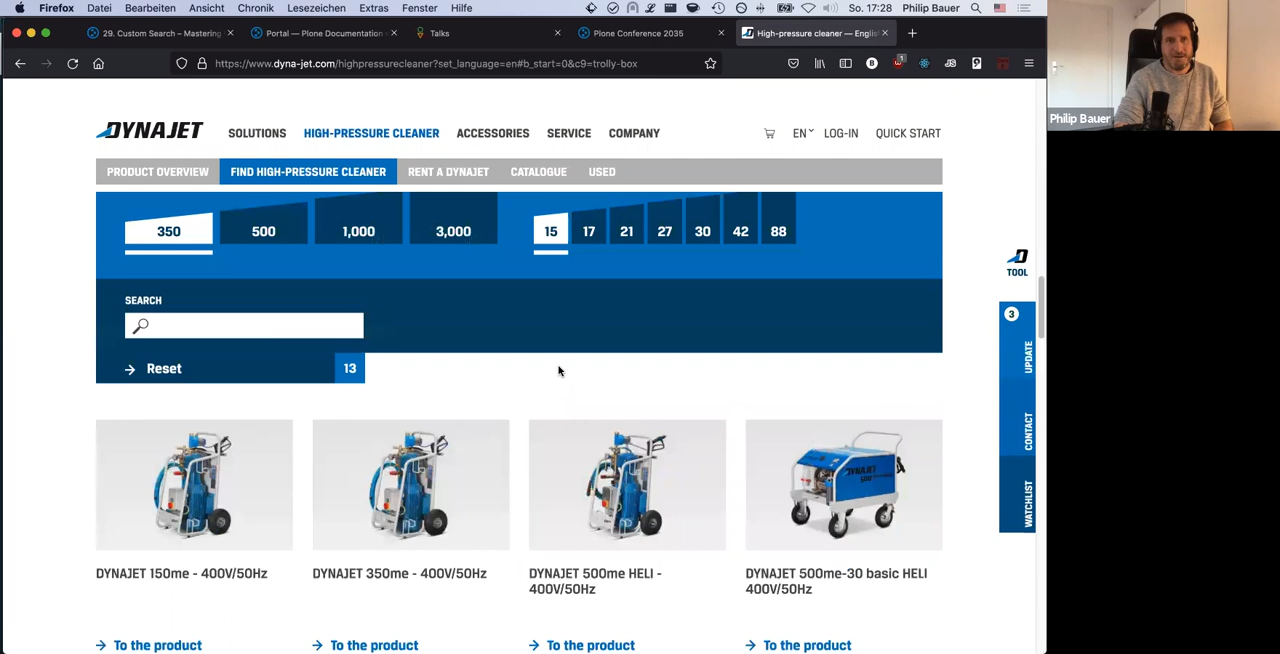 Firefox Datei Bearbeiten Ansicht Chronik Lesezeichen Extras Fenster Hilfe So. 17:28 Philip Bauer
29. Custom Search – Mastering Portal — Plone Documentation Talks Plone Conference 2035 High-pressure cleaner — Englis
https://www.dyna-jet.com/highpressurecleaner?set_language=en#b_start=0&c9=trolly-box
Philip Bauer
DYNAJET SOLUTIONS HIGH-PRESSURE CLEANER ACCESSORIES SERVICE COMPANY EN LOG-IN QUICK START
PRODUCT OVERVIEW FIND HIGH-PRESSURE CLEANER RENT A DYNAJET CATALOGUE USED
350 500 1,000 3,000 15 17 21 27 30 42 88
TOOL
SEARCH
3
UPDATE
Reset 13
CONTACT
WATCHLIST
DYNAJET 150me - 400V/50Hz
DYNAJET 350me - 400V/50Hz
DYNAJET 500me HELI -
400V/50Hz
DYNAJET 500me-30 basic HELI
400V/50Hz
To the product To the product To the product To the product